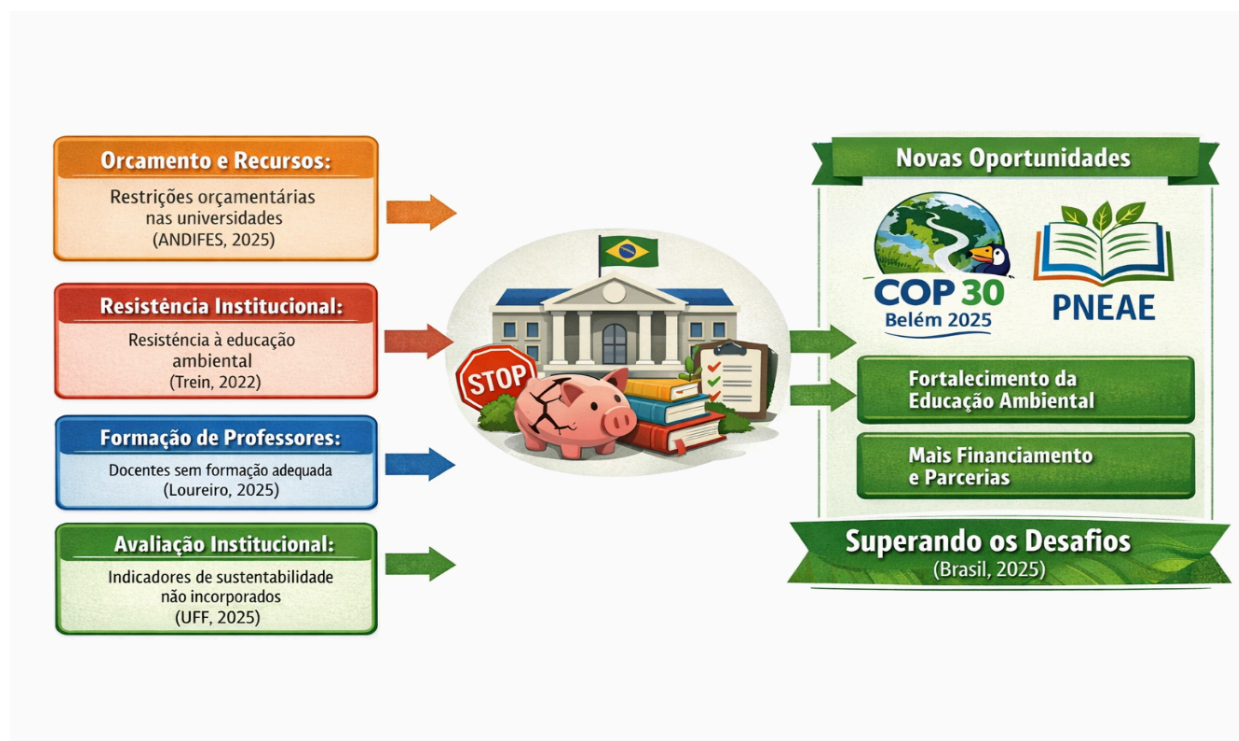 Orcamento e Recursos:
Restrições orçamentárias
nas universidades
(ANDIFES, 2025)
Resistência Institucional:
Resistência à educação
ambiental
(Trein, 2022)
Formação de Professores:
Docentes sem formação adequada
(Loureiro, 2025)
Avaliação Institucional:
Indicadores de sustentabilidade
não incorporados
(UFF, 2025)
STOP
Novas Oportunidades
COP 30
Belém 2025
PNEAE
Fortalecimento da
Educação Ambiental
Mais Financiamento
e Parcerias
Superando os Desafios
(Brasil, 2025)